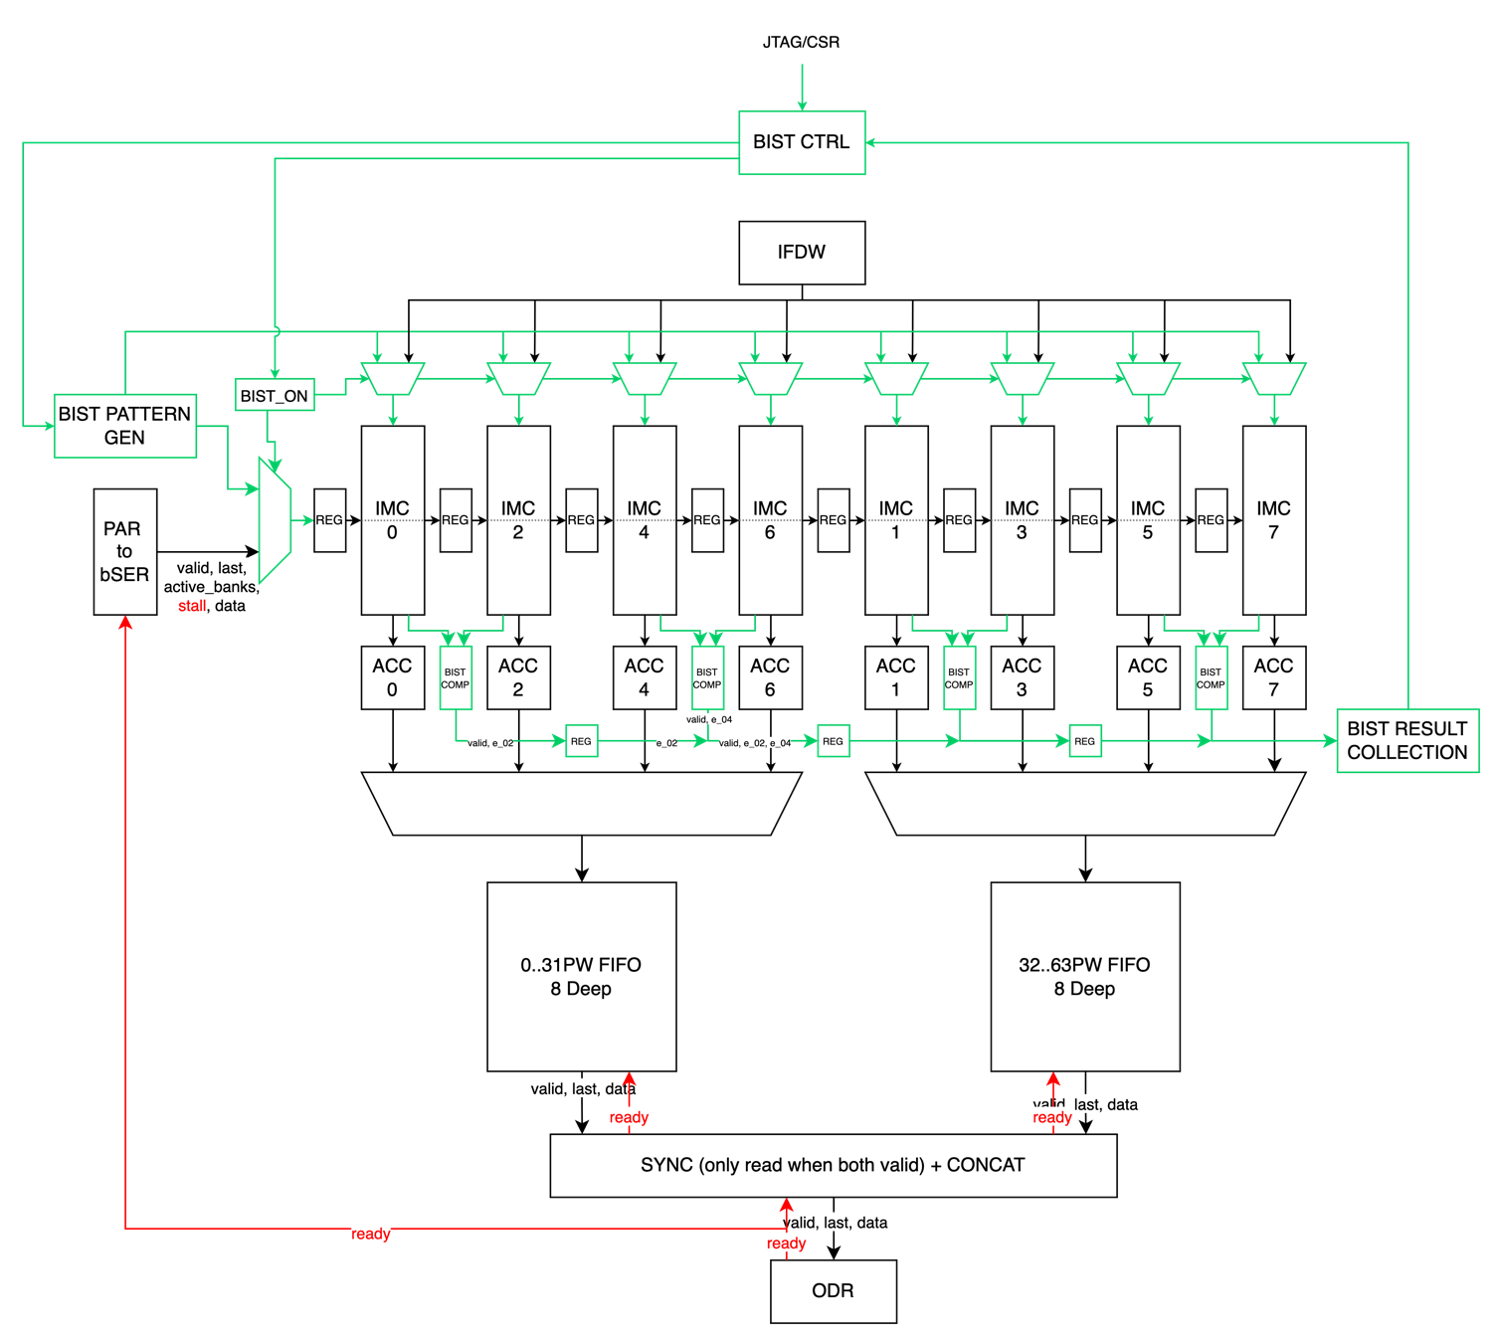 JTAG/CSR
BIST CTRL
IFDW
BIST_ON
BIST PATTERN
GEN
PAR
to
bSER
valid, last,
active_banks,
stall, data
REG
IMC
0
REG
IMC
2
REG
IMC
4
REG
IMC
6
REG
IMC
1
REG
IMC
3
REG
IMC
5
REG
IMC
7
ACC
0
BIST
COMP
ACC
2
ACC
4
BIST
COMP
ACC
6
ACC
1
BIST
COMP
ACC
3
ACC
5
BIST
COMP
ACC
7
valid, e_04
valid, e_02
REG
e_02
valid, e_02, e_04
REG
REG
BIST RESULT
COLLECTION
0..31PW FIFO
8 Deep
32..63PW FIFO
8 Deep
valid, last, data
ready
valid, last, data
ready
SYNC (only read when both valid) + CONCAT
valid, last, data
ready
ready
ODR